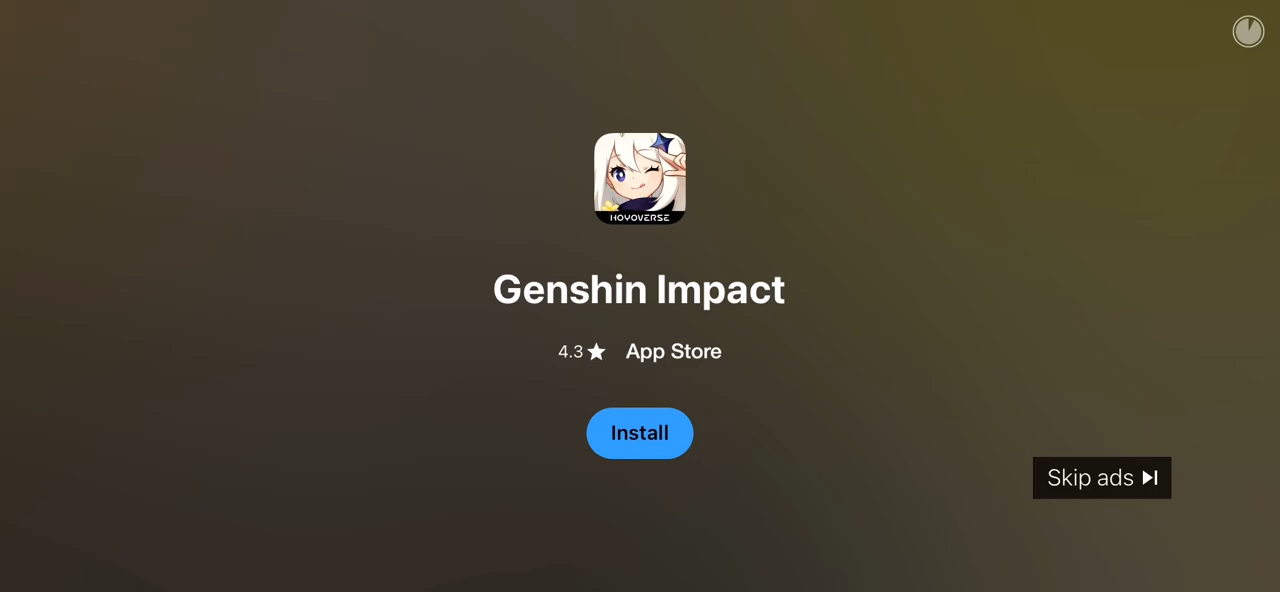 HOYOVERSE
Genshin Impact
4.3★ App Store
Install
Skip ads